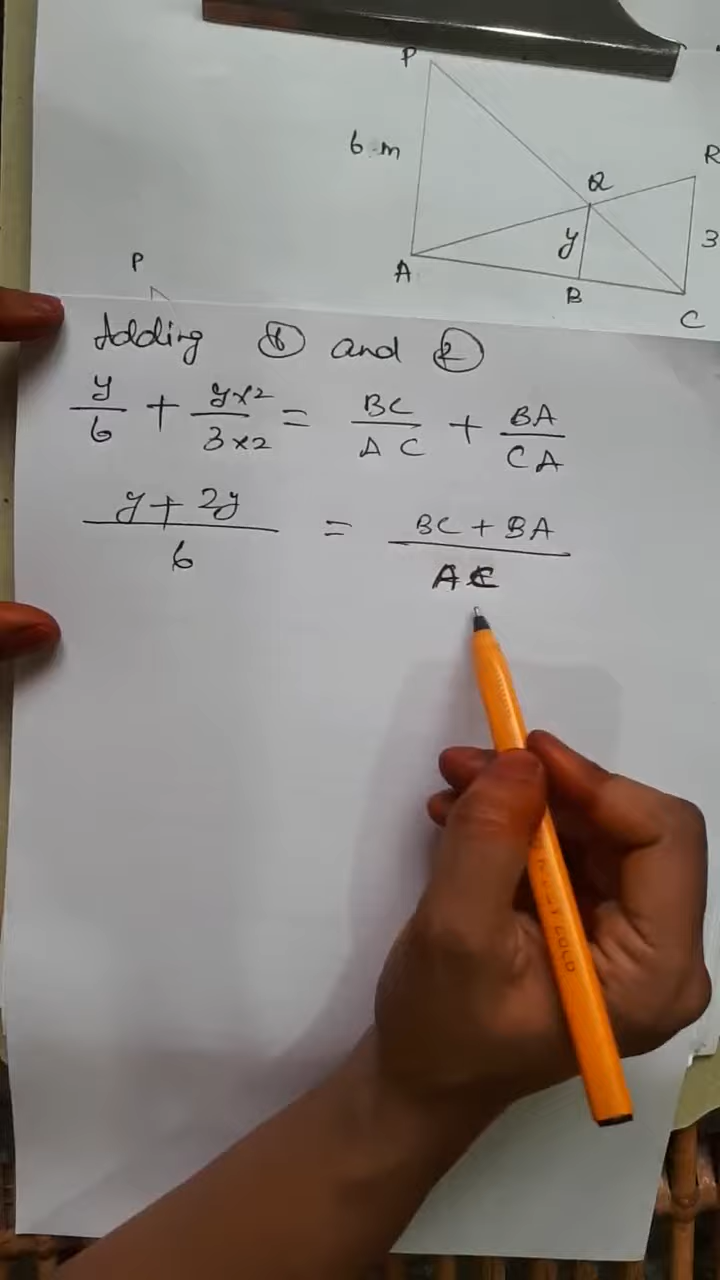 P
6 m
Q
R
y
3
A
B
C
P
Adding ① and ②
y/6 + y×2/3×2 = BC/AC + BA/CA
y + 2y/6 = BC + BA/AC